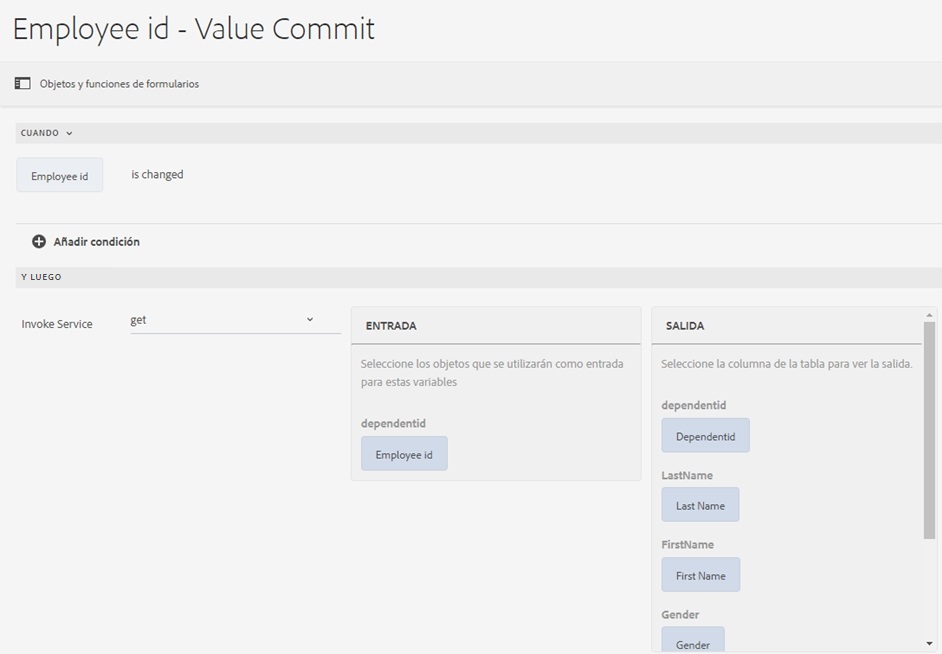 Employee id - Value Commit
Objetos y funciones de formularios
CUANDO
Employee id is changed
Añadir condición
Y LUEGO
Invoke Service get
ENTRADA
Seleccione los objetos que se utilizarán como entrada
para estas variables
dependentid
Employee id
SALIDA
Seleccione la columna de la tabla para ver la salida.
dependentid
Dependentid
LastName
Last Name
FirstName
First Name
Gender
Gender